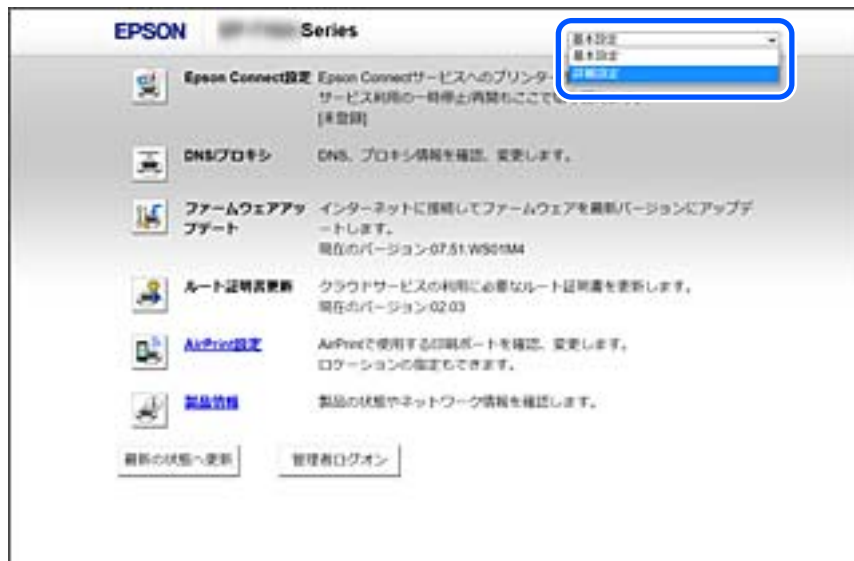 EPSON Series
基本設定
基本設定
詳細設定
Epson Connect設定
Epson Connectサービスへのプリンター
サービス利用の一時停止/再開もここで
[未登録]
DNS/プロキシ
DNS、プロキシ情報を確認、変更します。
ファームウェアアッ
プデート
インターネットに接続してファームウェアを最新バージョンにアップデ
ートします。
現在のバージョン:07.51.WS01M4
ルート証明書更新
クラウドサービスの利用に必要なルート証明書を更新します。
現在のバージョン:02.03
AirPrint設定
AirPrintで使用する印刷ポートを確認、変更します。
ロケーションの指定もできます。
製品情報
製品の状態やネットワーク情報を確認します。
最新の状態へ更新
管理者ログオン